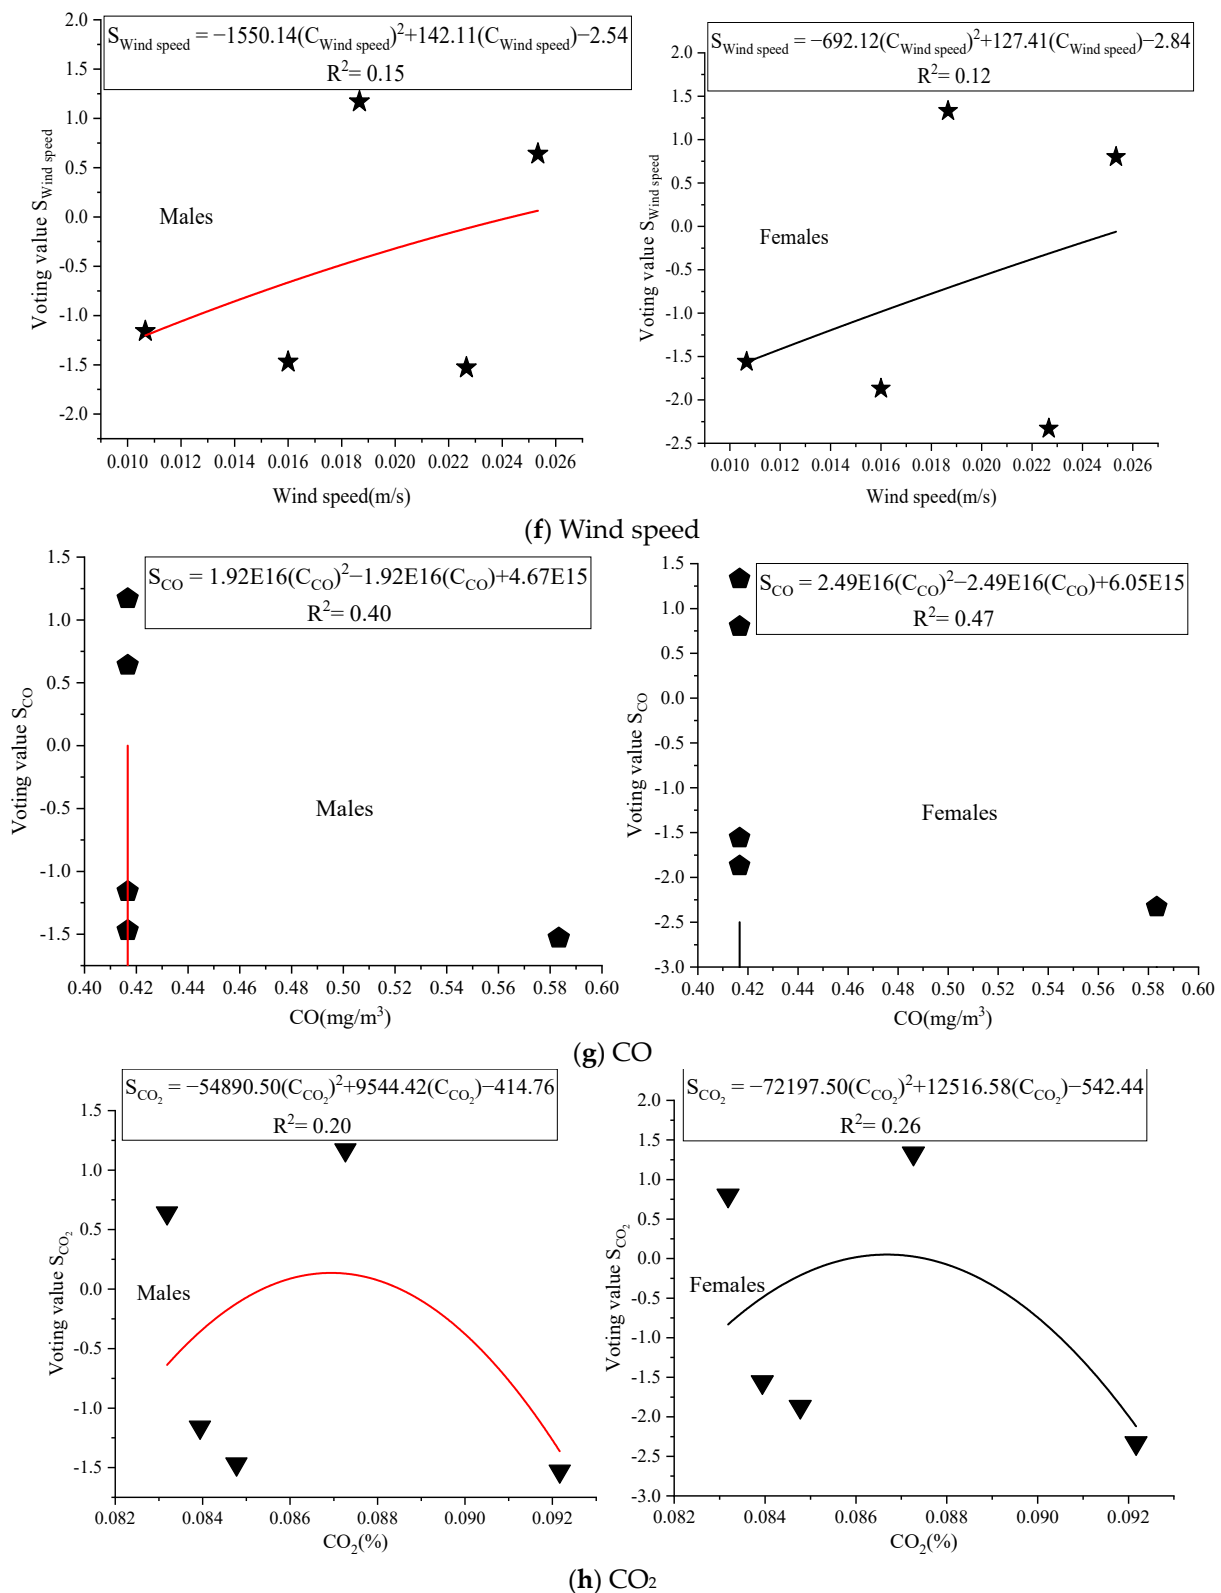 S_Wind speed = −1550.14(C_Wind speed)²+142.11(C_Wind speed)−2.54
R²= 0.15
2.0
1.5
1.0
0.5
0.0
-0.5
-1.0
-1.5
-2.0
Voting value S_Wind speed
Males
0.010 0.012 0.014 0.016 0.018 0.020 0.022 0.024 0.026
Wind speed(m/s)
S_Wind speed = −692.12(C_Wind speed)²+127.41(C_Wind speed)−2.84
R²= 0.12
2.0
1.5
1.0
0.5
0.0
-0.5
-1.0
-1.5
-2.0
-2.5
Voting value S_Wind speed
Females
0.010 0.012 0.014 0.016 0.018 0.020 0.022 0.024 0.026
Wind speed(m/s)
(f) Wind speed
S_CO = 1.92E16(C_CO)²−1.92E16(C_CO)+4.67E15
R²= 0.40
1.5
1.0
0.5
0.0
-0.5
-1.0
-1.5
Voting value S_CO
Males
0.40 0.42 0.44 0.46 0.48 0.50 0.52 0.54 0.56 0.58 0.60
CO(mg/m³)
S_CO = 2.49E16(C_CO)²−2.49E16(C_CO)+6.05E15
R²= 0.47
1.5
1.0
0.5
0.0
-0.5
-1.0
-1.5
-2.0
-2.5
-3.0
Voting value S_CO
Females
0.40 0.42 0.44 0.46 0.48 0.50 0.52 0.54 0.56 0.58 0.60
CO(mg/m³)
(g) CO
S_CO₂ = −54890.50(C_CO₂)²+9544.42(C_CO₂)−414.76
R²= 0.20
1.5
1.0
0.5
0.0
-0.5
-1.0
-1.5
Voting value S_CO₂
Males
0.082 0.084 0.086 0.088 0.090 0.092
CO₂(%)
S_CO₂ = −72197.50(C_CO₂)²+12516.58(C_CO₂)−542.44
R²= 0.26
2.0
1.5
1.0
0.5
0.0
-0.5
-1.0
-1.5
-2.0
-2.5
-3.0
Voting value S_CO₂
Females
0.082 0.084 0.086 0.088 0.090 0.092
CO₂(%)
(h) CO₂